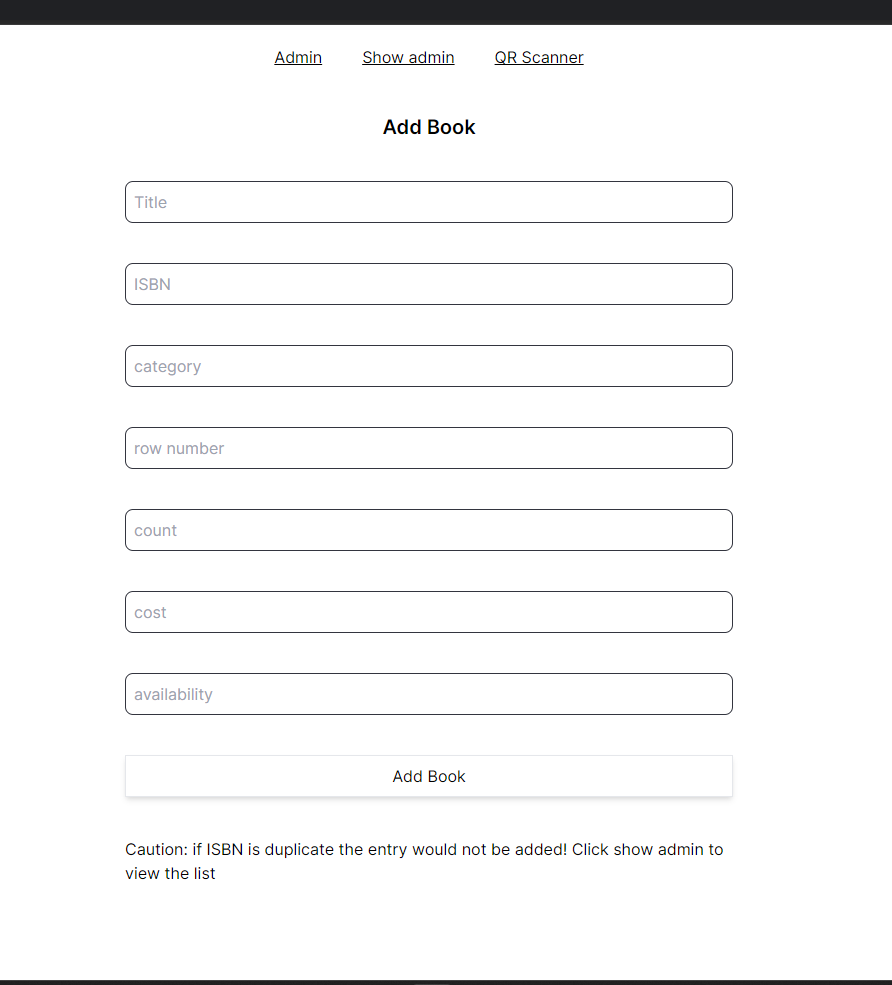 Admin Show admin QR Scanner
Add Book
Title
ISBN
category
row number
count
cost
availability
Add Book
Caution: if ISBN is duplicate the entry would not be added! Click show admin to
view the list